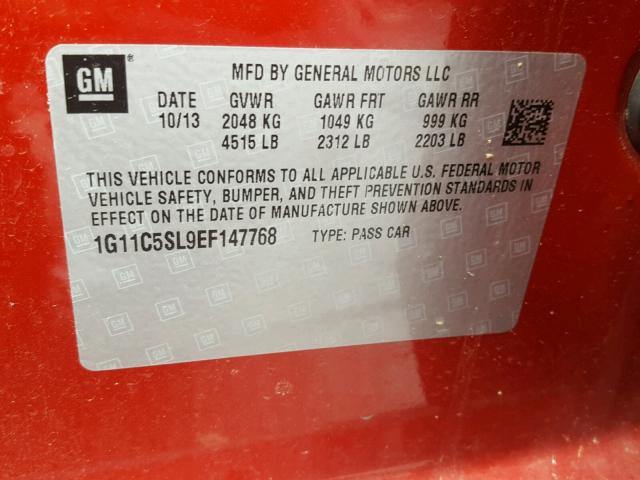 GM ® MFD BY GENERAL MOTORS LLC
DATE GVWR GAWR FRT GAWR RR
10/13 2048 KG 1049 KG 999 KG
4515 LB 2312 LB 2203 LB
THIS VEHICLE CONFORMS TO ALL APPLICABLE U.S. FEDERAL MOTOR
VEHICLE SAFETY, BUMPER, AND THEFT PREVENTION STANDARDS IN
EFFECT ON THE DATE OF MANUFACTURE SHOWN ABOVE.
1G11C5SL9EF147768 TYPE: PASS CAR